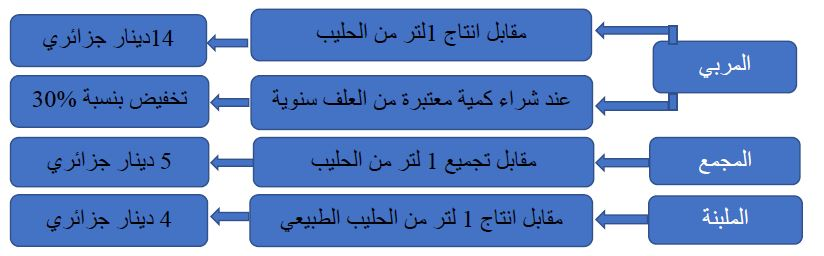 المربي
مقابل انتاج 1لتر من الحليب
14دينار جزائري
عند شراء كمية معتبرة من العلف سنوية
تخفيض بنسبة 30%
المجمع
مقابل تجميع 1 لتر من الحليب
5 دينار جزائري
الملبنة
مقابل انتاج 1 لتر من الحليب الطبيعي
4 دينار جزائري